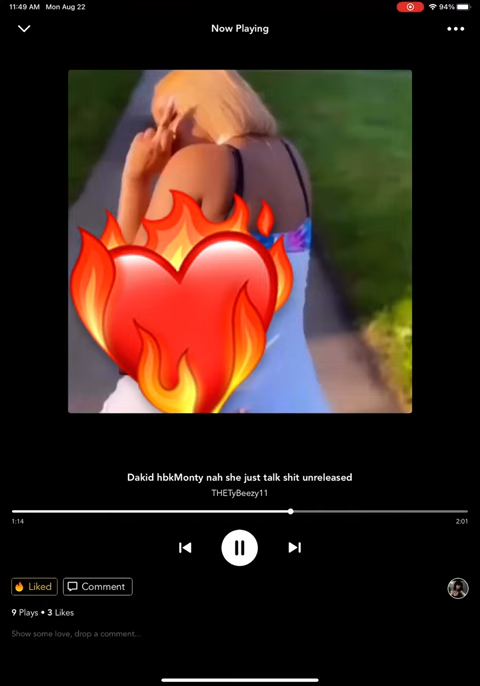 11:49 AM Mon Aug 22 94%
Now Playing
Dakid hbkMonty nah she just talk shit unreleased
THETyBeezy11
1:14 2:01
Liked Comment
9 Plays • 3 Likes
Show some love, drop a comment...